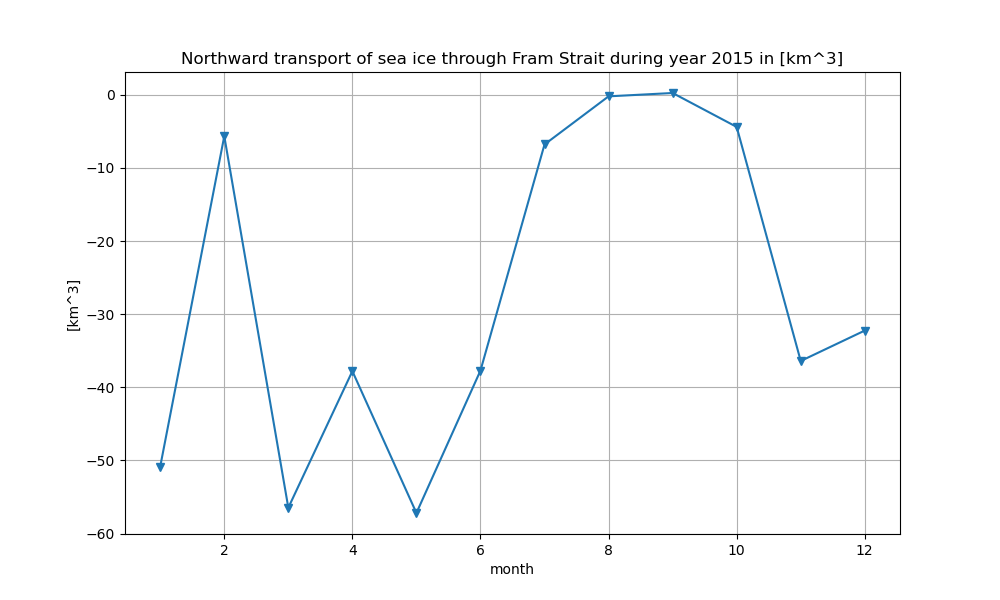 Northward transport of sea ice through Fram Strait during year 2015 in [km^3]
0
−10
−20
−30
−40
−50
−60
[km^3]
2 4 6 8 10 12
month